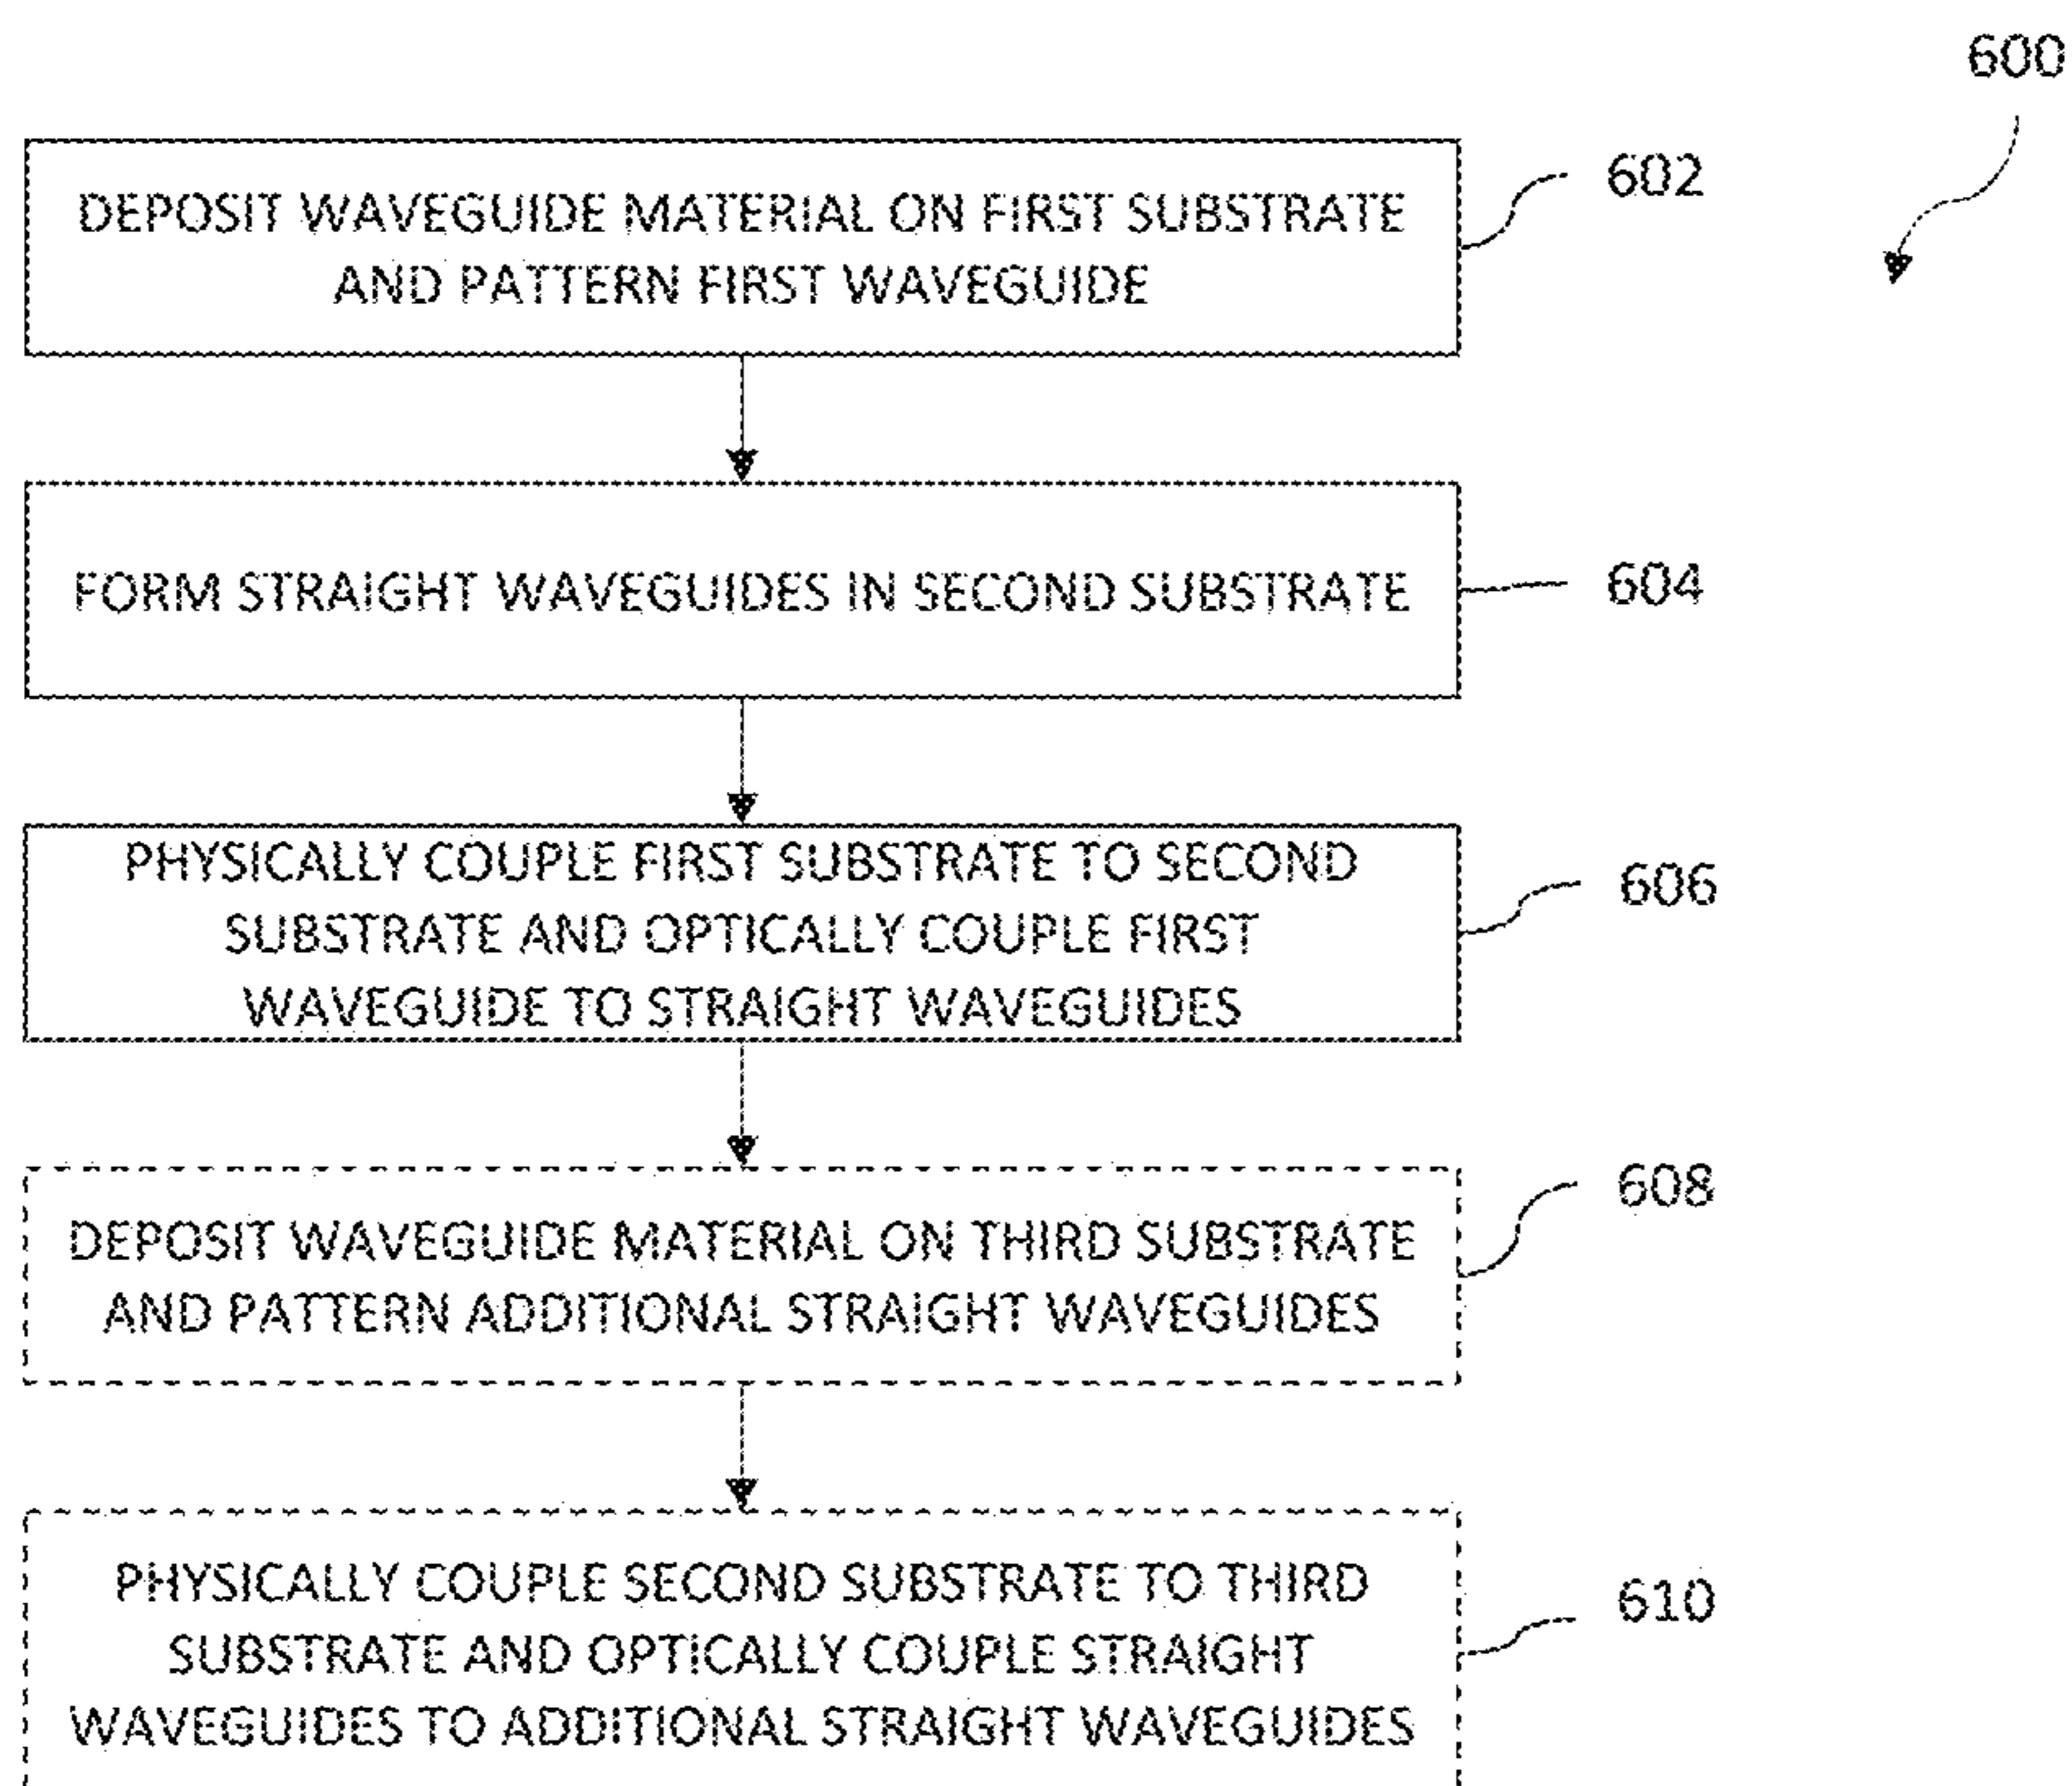 600
DEPOSIT WAVEGUIDE MATERIAL ON FIRST SUBSTRATE
AND PATTERN FIRST WAVEGUIDE
602
FORM STRAIGHT WAVEGUIDES IN SECOND SUBSTRATE
604
PHYSICALLY COUPLE FIRST SUBSTRATE TO SECOND
SUBSTRATE AND OPTICALLY COUPLE FIRST
WAVEGUIDE TO STRAIGHT WAVEGUIDES
606
DEPOSIT WAVEGUIDE MATERIAL ON THIRD SUBSTRATE
AND PATTERN ADDITIONAL STRAIGHT WAVEGUIDES
608
PHYSICALLY COUPLE SECOND SUBSTRATE TO THIRD
SUBSTRATE AND OPTICALLY COUPLE STRAIGHT
WAVEGUIDES TO ADDITIONAL STRAIGHT WAVEGUIDES
610